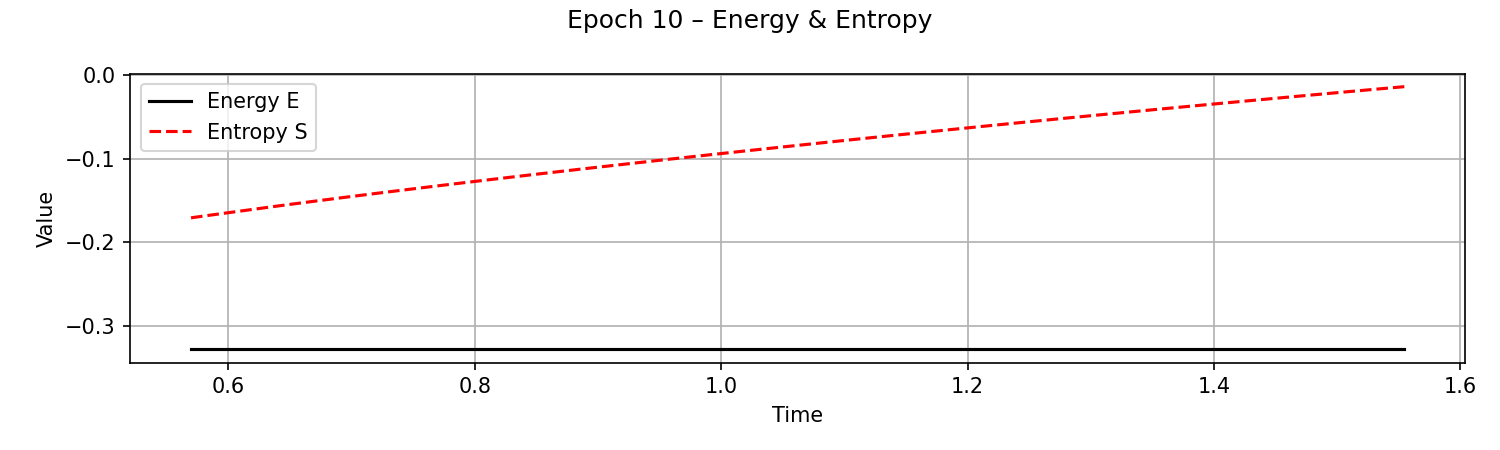 Epoch 10 – Energy & Entropy
Energy E
Entropy S
Value
0.0
−0.1
−0.2
−0.3
0.6 0.8 1.0 1.2 1.4 1.6
Time